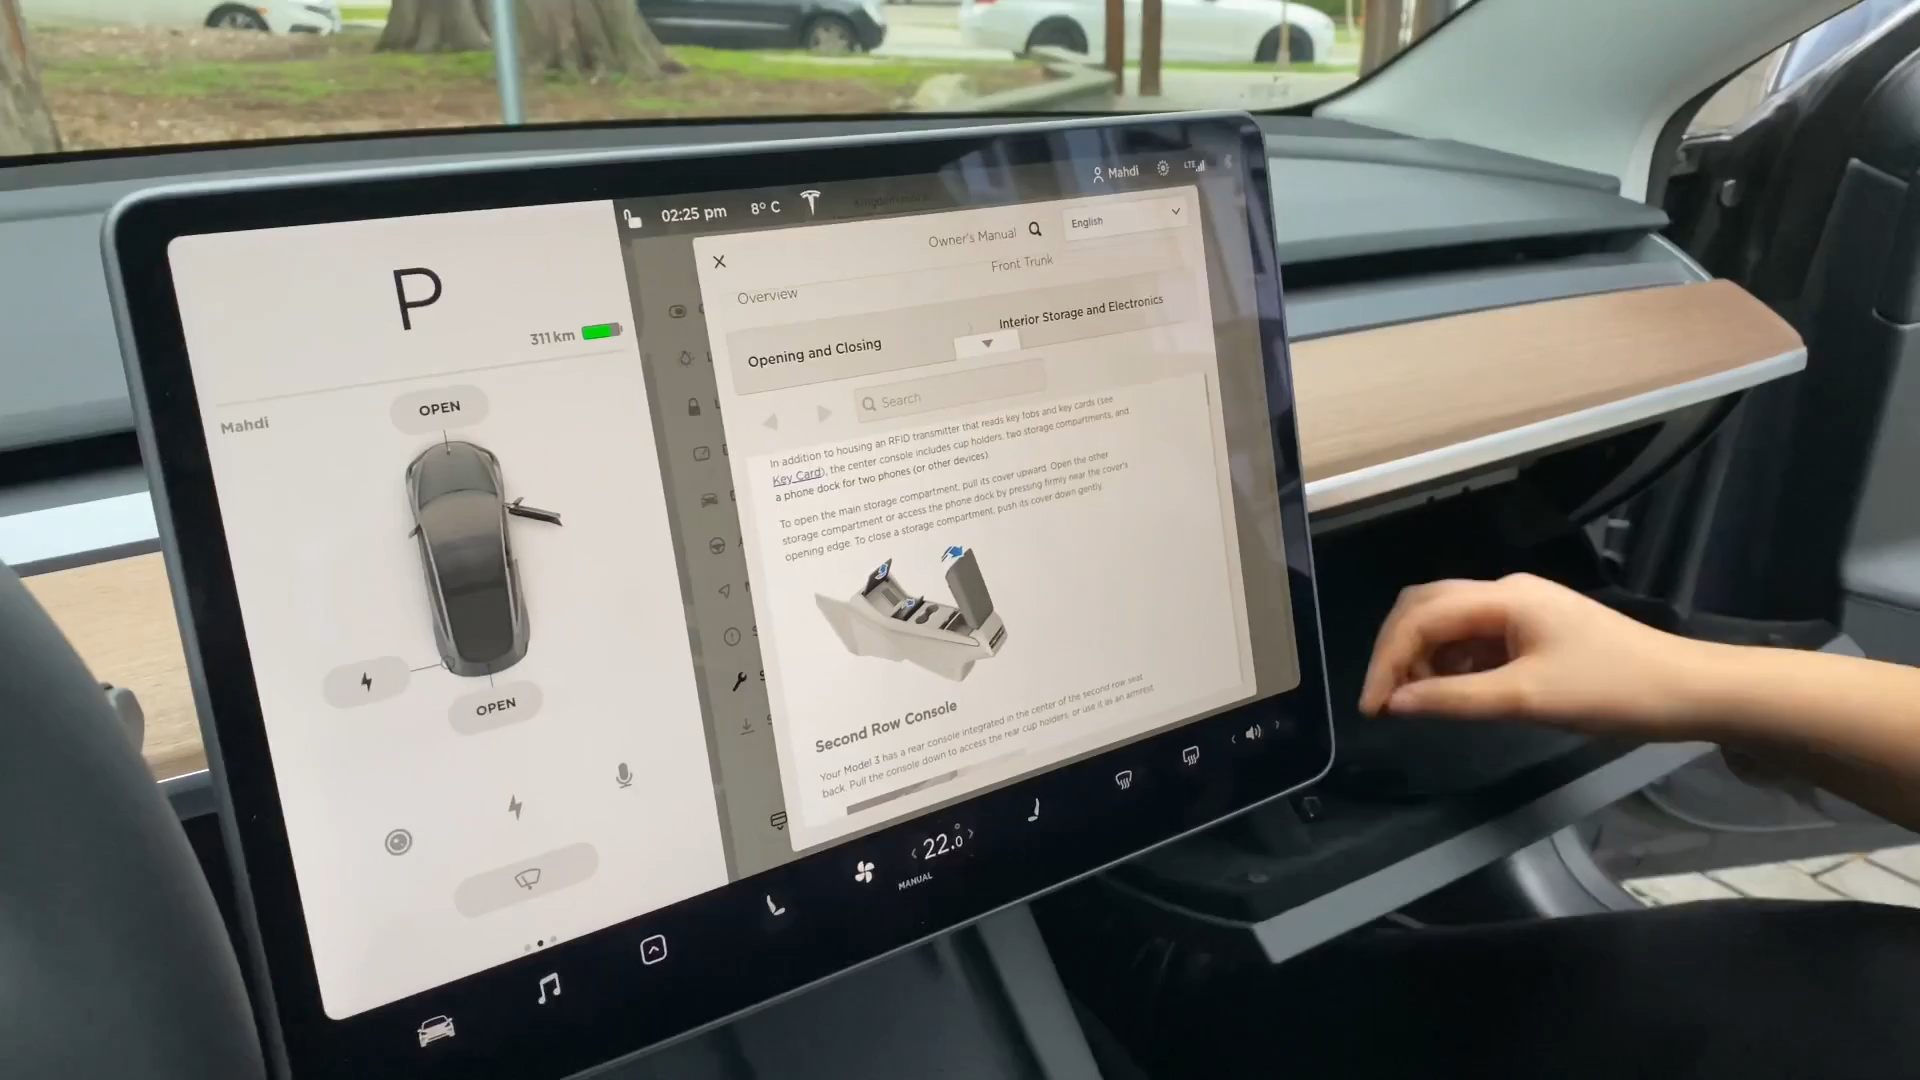 P
311 km
Mahdi
OPEN
OPEN
02:25 pm
8° C
Mahdi
LTE
Owner's Manual
English
Overview
Front Trunk
Opening and Closing
Interior Storage and Electronics
Search
In addition to housing an RFID transmitter that reads key fobs and key cards (see
Key Card), the center console includes cup holders, two storage compartments, and
a phone dock for two phones (or other devices).
To open the main storage compartment, pull its cover upward. Open the other
storage compartment or access the phone dock by pressing firmly near the cover's
opening edge. To close a storage compartment, push its cover down gently.
Second Row Console
Your Model 3 has a rear console integrated in the center of the second row seat
back. Pull the console down to access the rear cup holders, or use it as an armrest.
22.0°
MANUAL